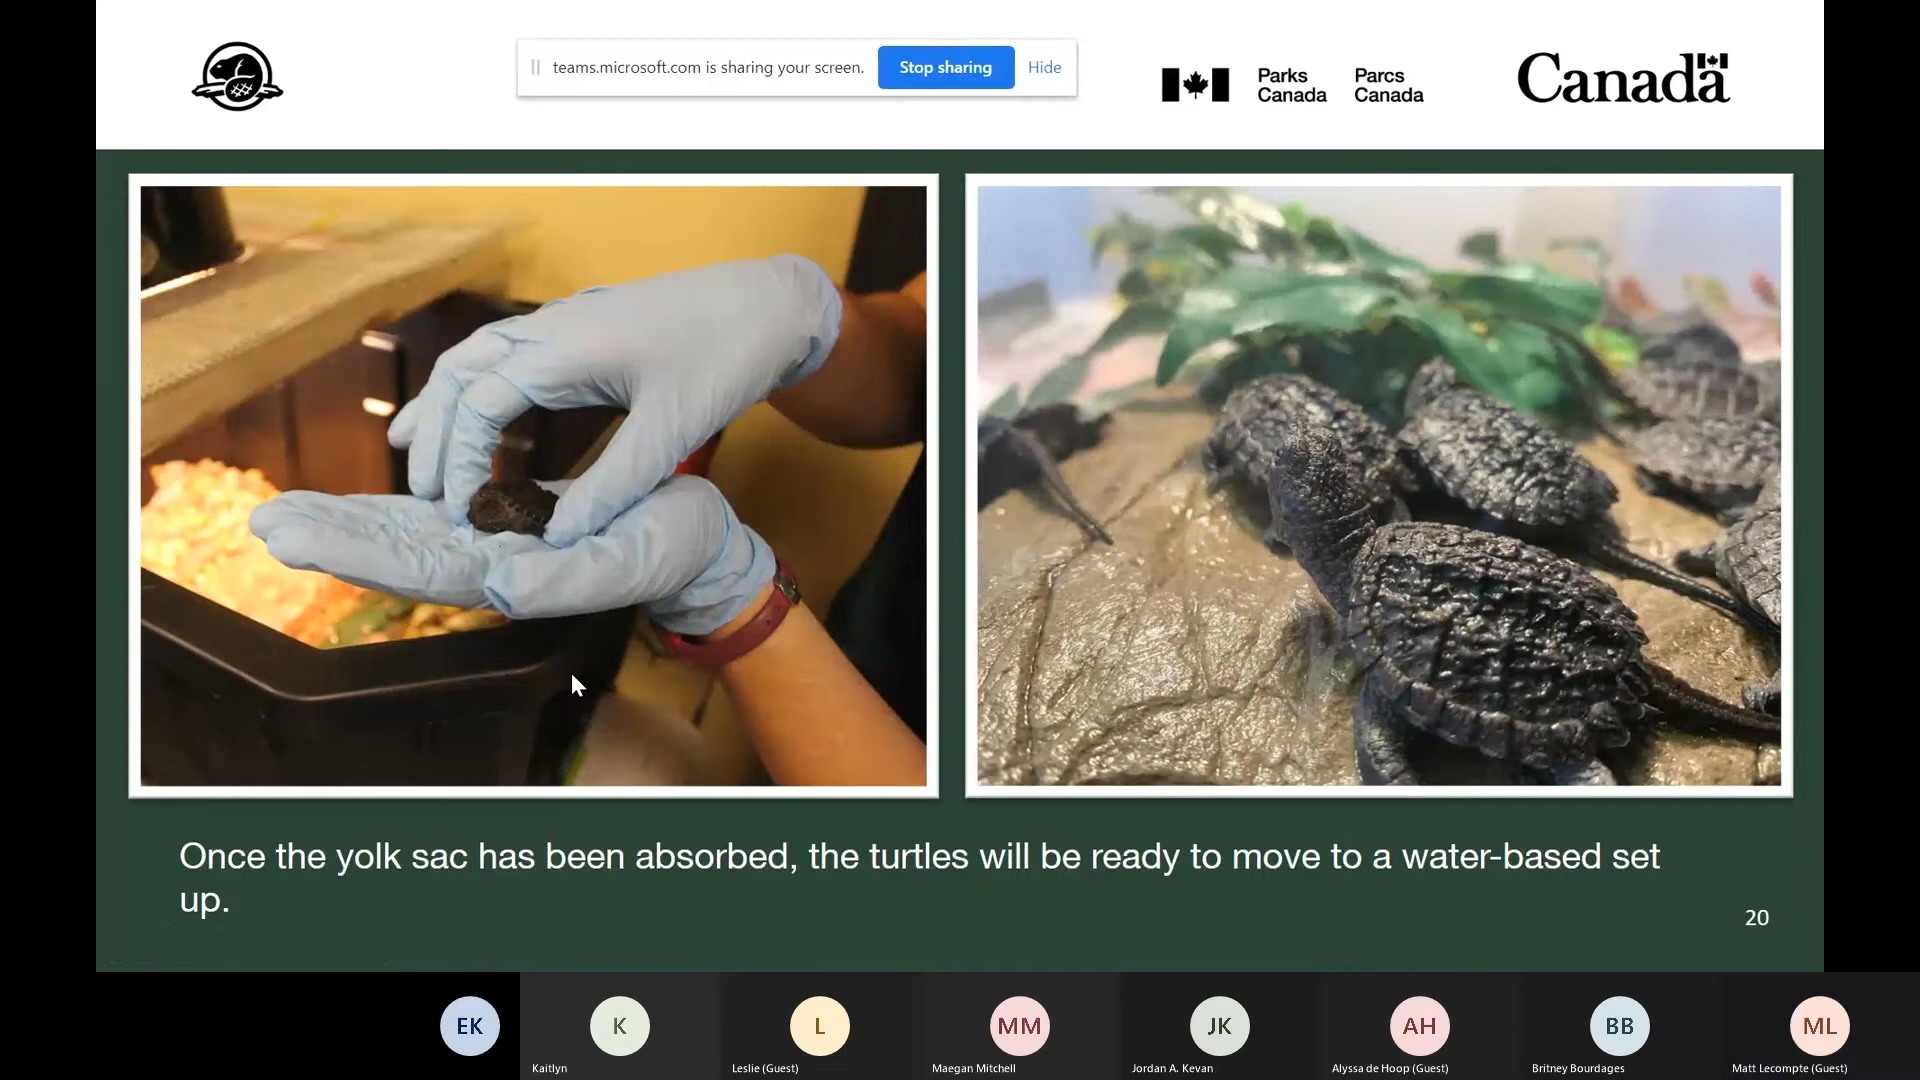 teams.microsoft.com is sharing your screen.
Stop sharing
Hide
Parks
Canada
Parcs
Canada
Canada
Once the yolk sac has been absorbed, the turtles will be ready to move to a water-based set
up.
20
EK
K
L
MM
JK
AH
BB
ML
Kaitlyn
Leslie (Guest)
Maegan Mitchell
Jordan A. Kevan
Alyssa de Hoop (Guest)
Britney Bourdages
Matt Lecompte (Guest)